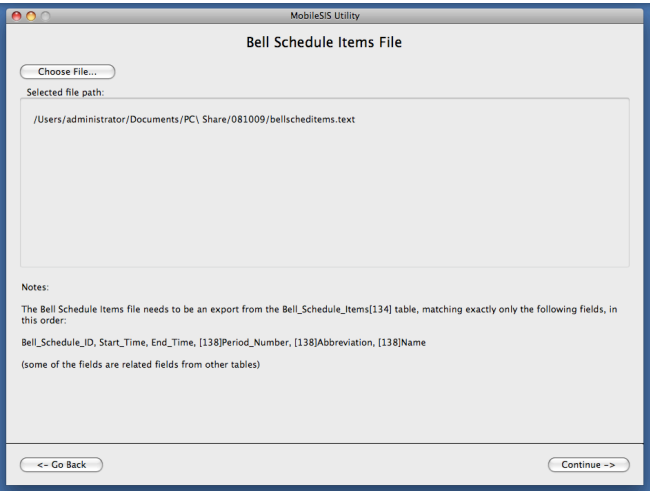 MobileSIS Utility
Bell Schedule Items File
Choose File...
Selected file path:
/Users/administrator/Documents/PC\ Share/081009/bellscheditems.text
Notes:
The Bell Schedule Items file needs to be an export from the Bell_Schedule_Items[134] table, matching exactly only the following fields, in
this order:
Bell_Schedule_ID, Start_Time, End_Time, [138]Period_Number, [138]Abbreviation, [138]Name
(some of the fields are related fields from other tables)
<- Go Back
Continue ->